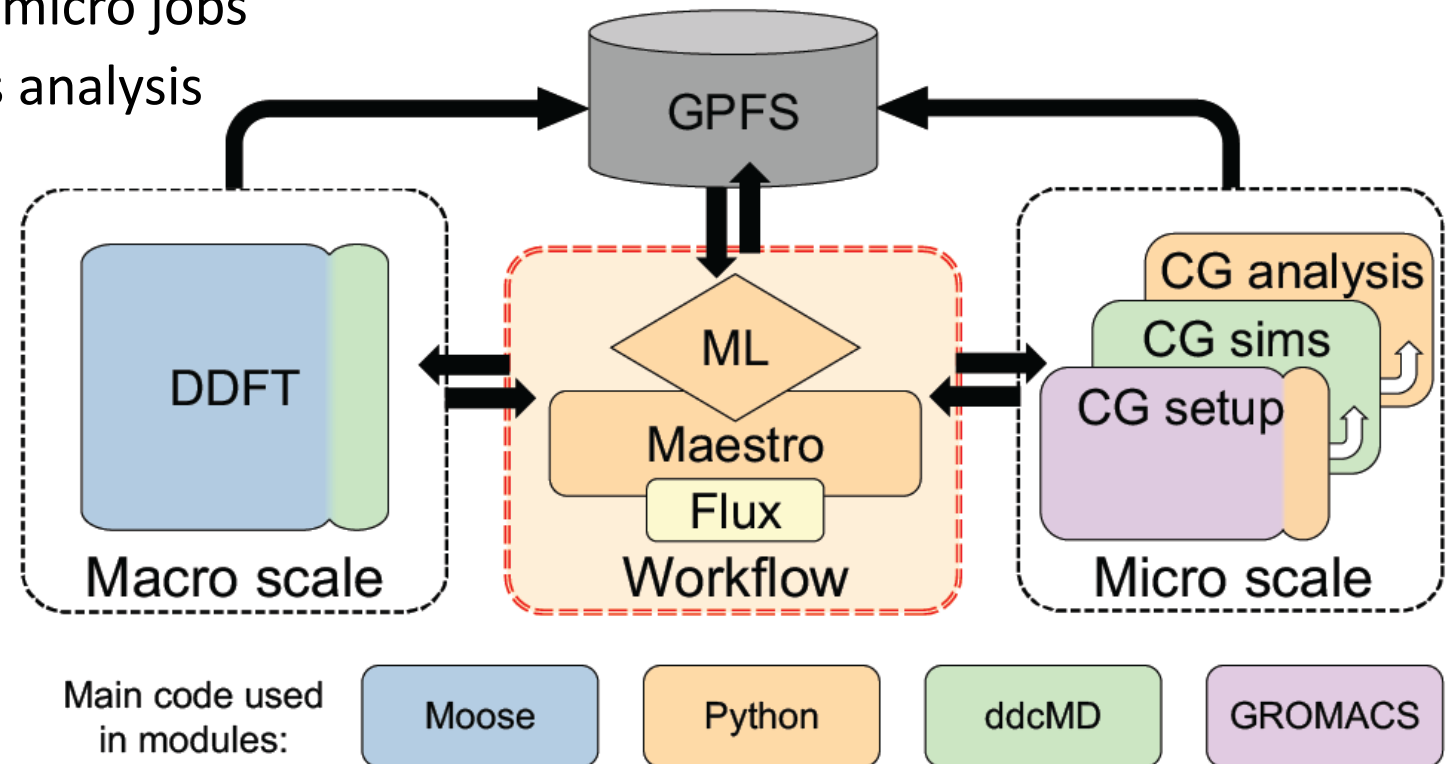 micro jobs
s analysis
GPFS
DDFT
Macro scale
ML
Maestro
Flux
Workflow
CG analysis
CG sims
CG setup
Micro scale
Main code used
in modules:
Moose
Python
ddcMD
GROMACS